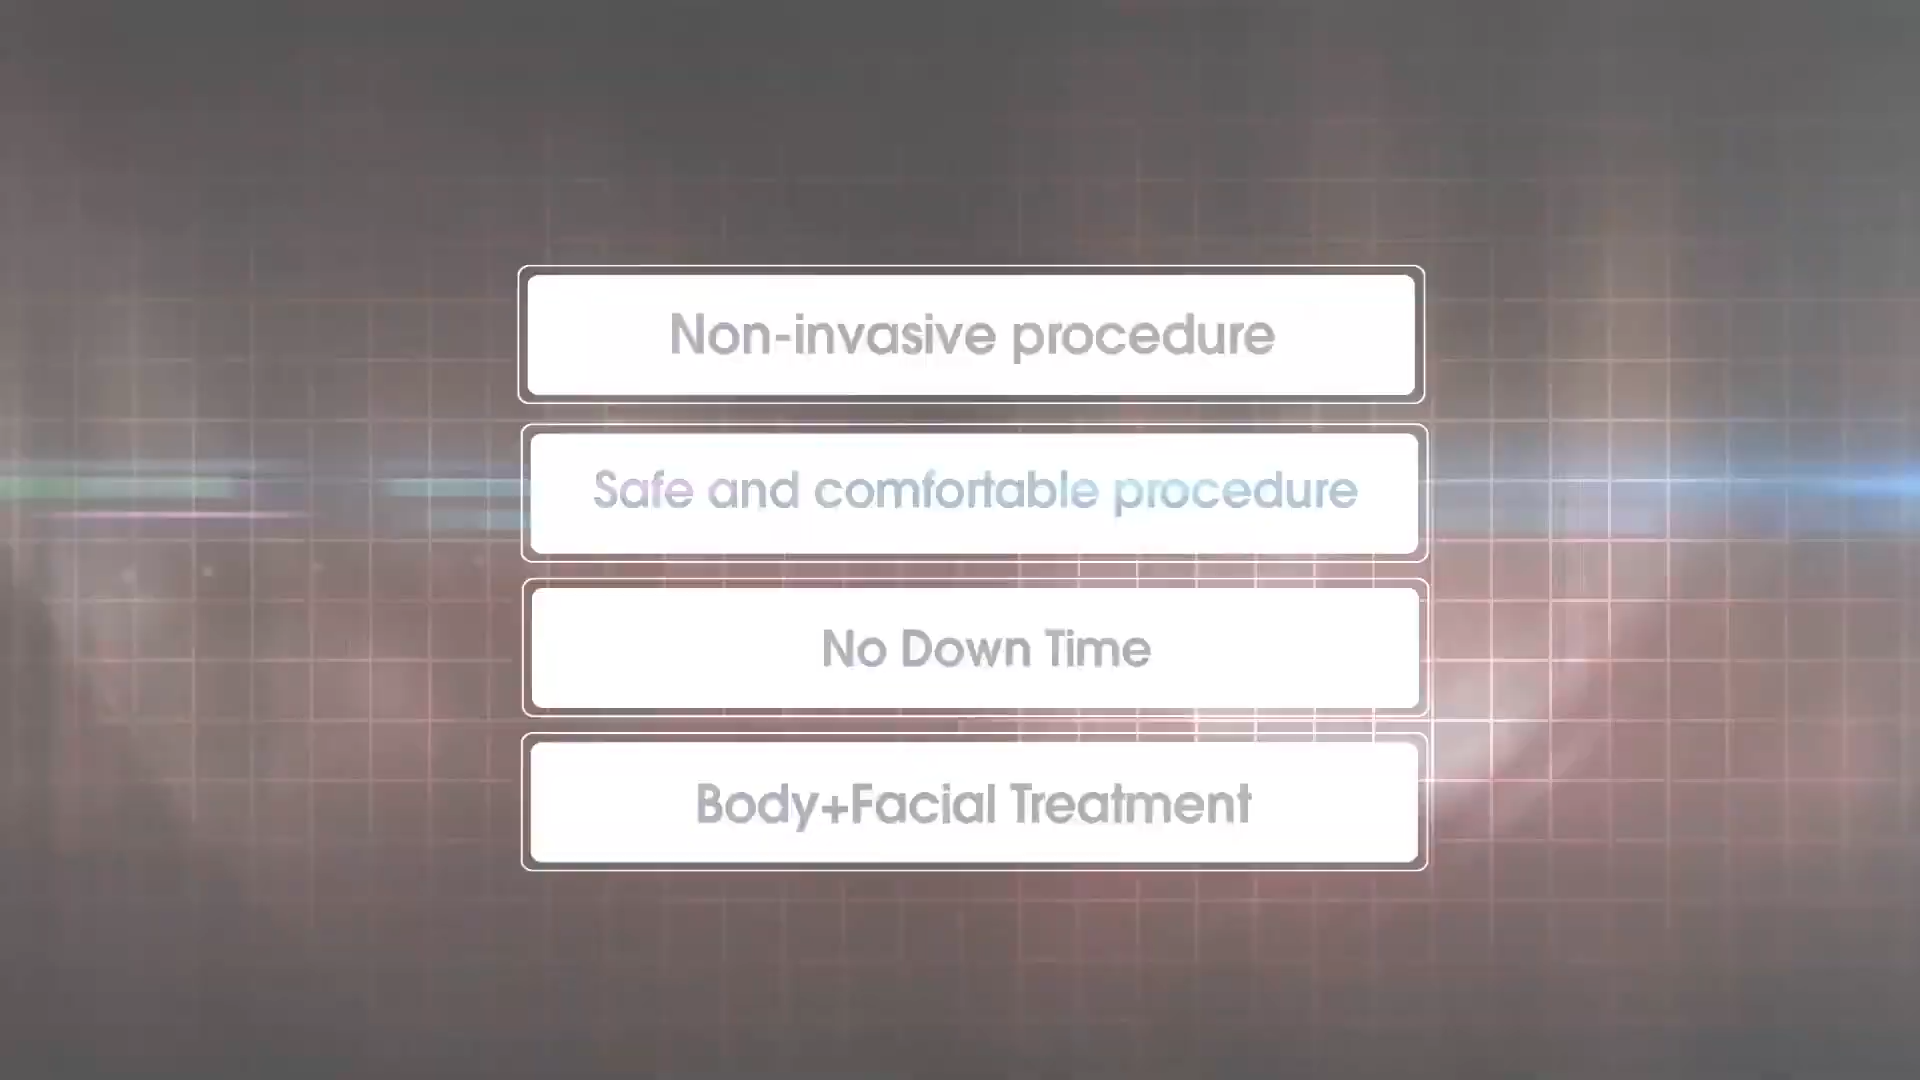 Non-invasive procedure
Safe and comfortable procedure
No Down Time
Body+Facial Treatment